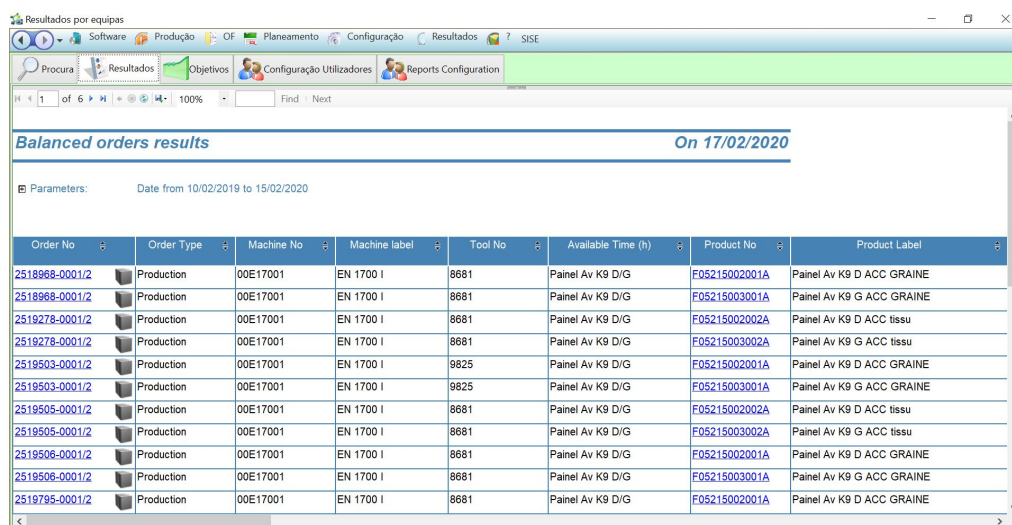 Resultados por equipas
Software Produção OF Planeamento Configuração Resultados ? SISE
Procura Resultados Objetivos Configuração Utilizadores Reports Configuration
1 of 6 100% Find Next
Balanced orders results On 17/02/2020
Parameters: Date from 10/02/2019 to 15/02/2020
Order No Order Type Machine No Machine label Tool No Available Time (h) Product No Product Label
2518968-0001/2 Production 00E17001 EN 1700 I 8681 Painel Av K9 D/G F05215002001A Painel Av K9 D ACC GRAINE
2518968-0001/2 Production 00E17001 EN 1700 I 8681 Painel Av K9 D/G F05215003001A Painel Av K9 G ACC GRAINE
2519278-0001/2 Production 00E17001 EN 1700 I 8681 Painel Av K9 D/G F05215002002A Painel Av K9 D ACC tissu
2519278-0001/2 Production 00E17001 EN 1700 I 8681 Painel Av K9 D/G F05215003002A Painel Av K9 G ACC tissu
2519503-0001/2 Production 00E17001 EN 1700 I 9825 Painel Av K9 D/G F05215002001A Painel Av K9 D ACC GRAINE
2519503-0001/2 Production 00E17001 EN 1700 I 9825 Painel Av K9 D/G F05215003001A Painel Av K9 G ACC GRAINE
2519505-0001/2 Production 00E17001 EN 1700 I 8681 Painel Av K9 D/G F05215002002A Painel Av K9 D ACC tissu
2519505-0001/2 Production 00E17001 EN 1700 I 8681 Painel Av K9 D/G F05215003002A Painel Av K9 G ACC tissu
2519506-0001/2 Production 00E17001 EN 1700 I 8681 Painel Av K9 D/G F05215002001A Painel Av K9 D ACC GRAINE
2519506-0001/2 Production 00E17001 EN 1700 I 8681 Painel Av K9 D/G F05215003001A Painel Av K9 G ACC GRAINE
2519795-0001/2 Production 00E17001 EN 1700 I 8681 Painel Av K9 D/G F05215002001A Painel Av K9 D ACC GRAINE